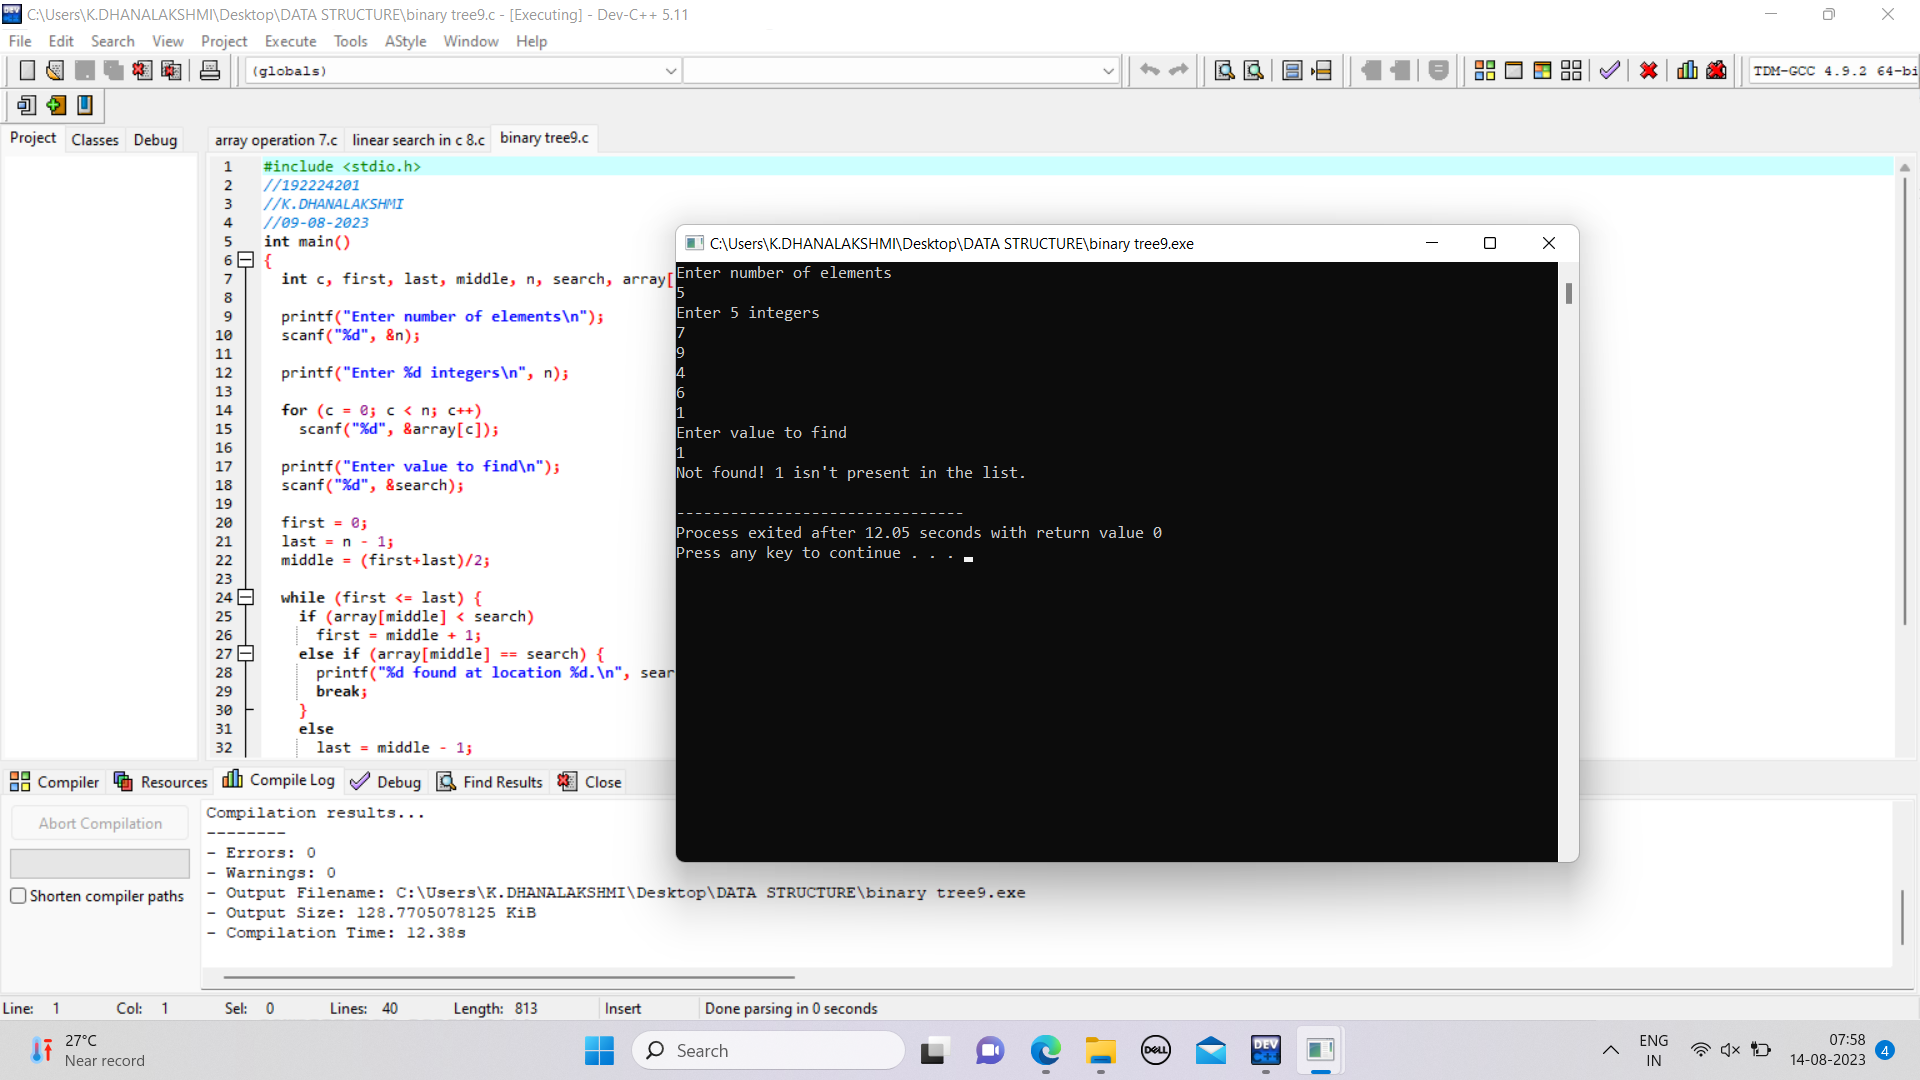 C:\Users\K.DHANALAKSHMI\Desktop\DATA STRUCTURE\binary tree9.c - [Executing] - Dev-C++ 5.11
File Edit Search View Project Execute Tools AStyle Window Help
(globals)
TDM-GCC 4.9.2 64-bi
Project Classes Debug
array operation 7.c linear search in c 8.c binary tree9.c
1 #include <stdio.h>
2 //192224201
3 //K.DHANALAKSHMI
4 //09-08-2023
5 int main()
6 {
7 int c, first, last, middle, n, search, array[
8
9 printf("Enter number of elements\n");
10 scanf("%d", &n);
11
12 printf("Enter %d integers\n", n);
13
14 for (c = 0; c < n; c++)
15 scanf("%d", &array[c]);
16
17 printf("Enter value to find\n");
18 scanf("%d", &search);
19
20 first = 0;
21 last = n - 1;
22 middle = (first+last)/2;
23
24 while (first <= last) {
25 if (array[middle] < search)
26 first = middle + 1;
27 else if (array[middle] == search) {
28 printf("%d found at location %d.\n", sear
29 break;
30 }
31 else
32 last = middle - 1;
C:\Users\K.DHANALAKSHMI\Desktop\DATA STRUCTURE\binary tree9.exe
Enter number of elements
5
Enter 5 integers
7
9
4
6
1
Enter value to find
1
Not found! 1 isn't present in the list.
--------------------------------
Process exited after 12.05 seconds with return value 0
Press any key to continue . . .
Compiler Resources Compile Log Debug Find Results Close
Abort Compilation
Shorten compiler paths
Compilation results...
--------
- Errors: 0
- Warnings: 0
- Output Filename: C:\Users\K.DHANALAKSHMI\Desktop\DATA STRUCTURE\binary tree9.exe
- Output Size: 128.7705078125 KiB
- Compilation Time: 12.38s
Line: 1 Col: 1 Sel: 0 Lines: 40 Length: 813 Insert Done parsing in 0 seconds
27°C
Near record
Search
DELL
DEV
C++
ENG
IN
07:58
14-08-2023
4